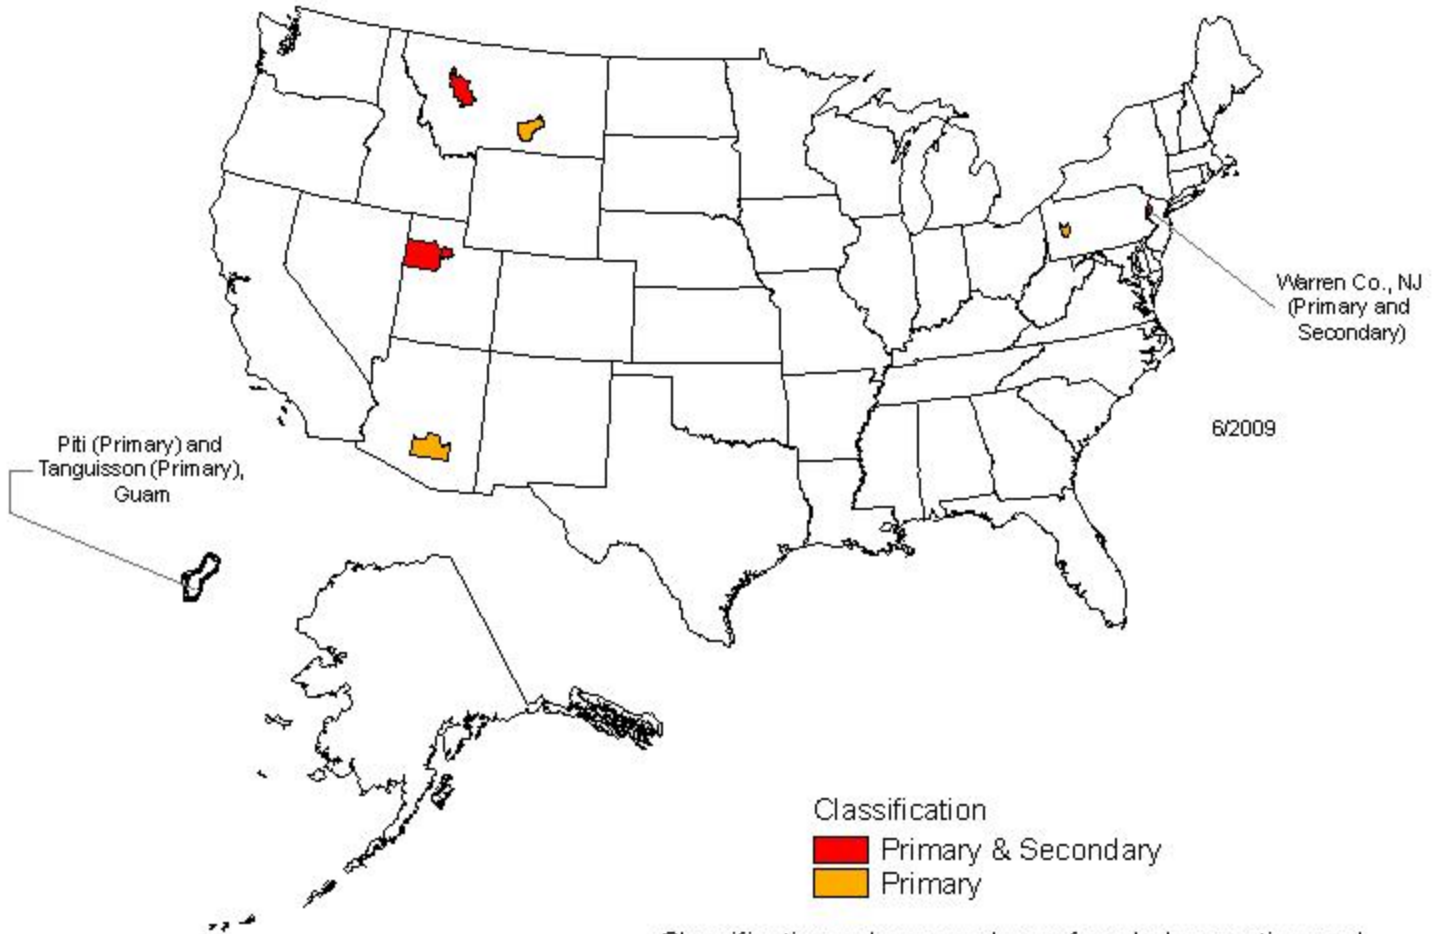 Warren Co., NJ
(Primary and
Secondary)
6/2009
Piti (Primary) and
Tanguisson (Primary),
Guam
Classification
Primary & Secondary
Primary